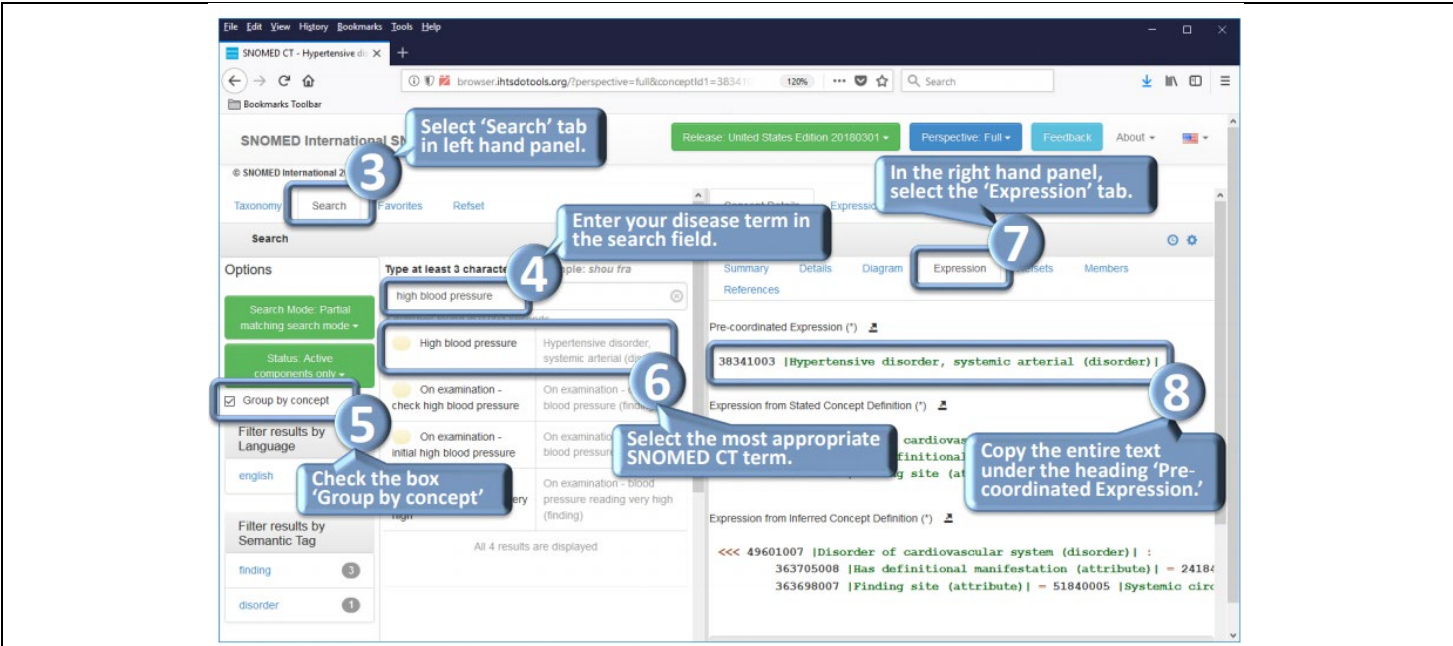 File Edit View History Bookmarks Tools Help
SNOMED CT - Hypertensive dis
browser.ihtsdotools.org/?perspective=full&conceptId1=38341
120%
Search
Bookmarks Toolbar
SNOMED International SN
Release: United States Edition 20180301
Perspective: Full
Feedback
About
© SNOMED International 2
3
Select ‘Search’ tab
in left hand panel.
Taxonomy
Search
Favorites
Refset
Search
Options
Search Mode: Partial
matching search mode
Status: Active
components only
Group by concept
5
Check the box
‘Group by concept’
Filter results by
Language
english
Filter results by
Semantic Tag
finding 3
disorder 1
4
Enter your disease term in
the search field.
Type at least 3 characte
shou fra
high blood pressure
High blood pressure
Hypertensive disorder,
systemic arterial
On examination -
check high blood pressure
On examination -
blood pressure
On examination -
initial high blood pressure
On examination
blood pressure
high
On examination - blood
pressure reading very high
(finding)
All 4 results are displayed
6
Select the most appropriate
SNOMED CT term.
7
In the right hand panel,
select the ‘Expression’ tab.
Concept Details
Summary
Details
Diagram
Expression
Members
References
Pre-coordinated Expression (*)
38341003 |Hypertensive disorder, systemic arterial (disorder)|
8
Copy the entire text
under the heading ‘Pre-
coordinated Expression.’
Expression from Stated Concept Definition (*)
Expression from Inferred Concept Definition (*)
<<< 49601007 |Disorder of cardiovascular system (disorder)| :
363705008 |Has definitional manifestation (attribute)| = 2418
363698007 |Finding site (attribute)| = 51840005 |Systemic circ